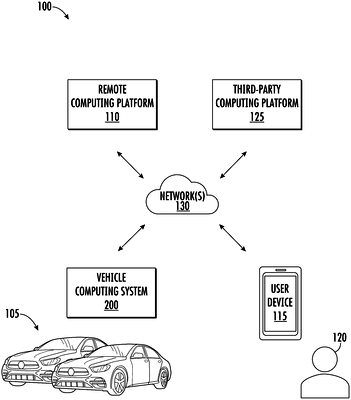 100
REMOTE
COMPUTING PLATFORM
110
THIRD-PARTY
COMPUTING PLATFORM
125
NETWORK(S)
130
VEHICLE
COMPUTING SYSTEM
200
USER
DEVICE
115
105
120